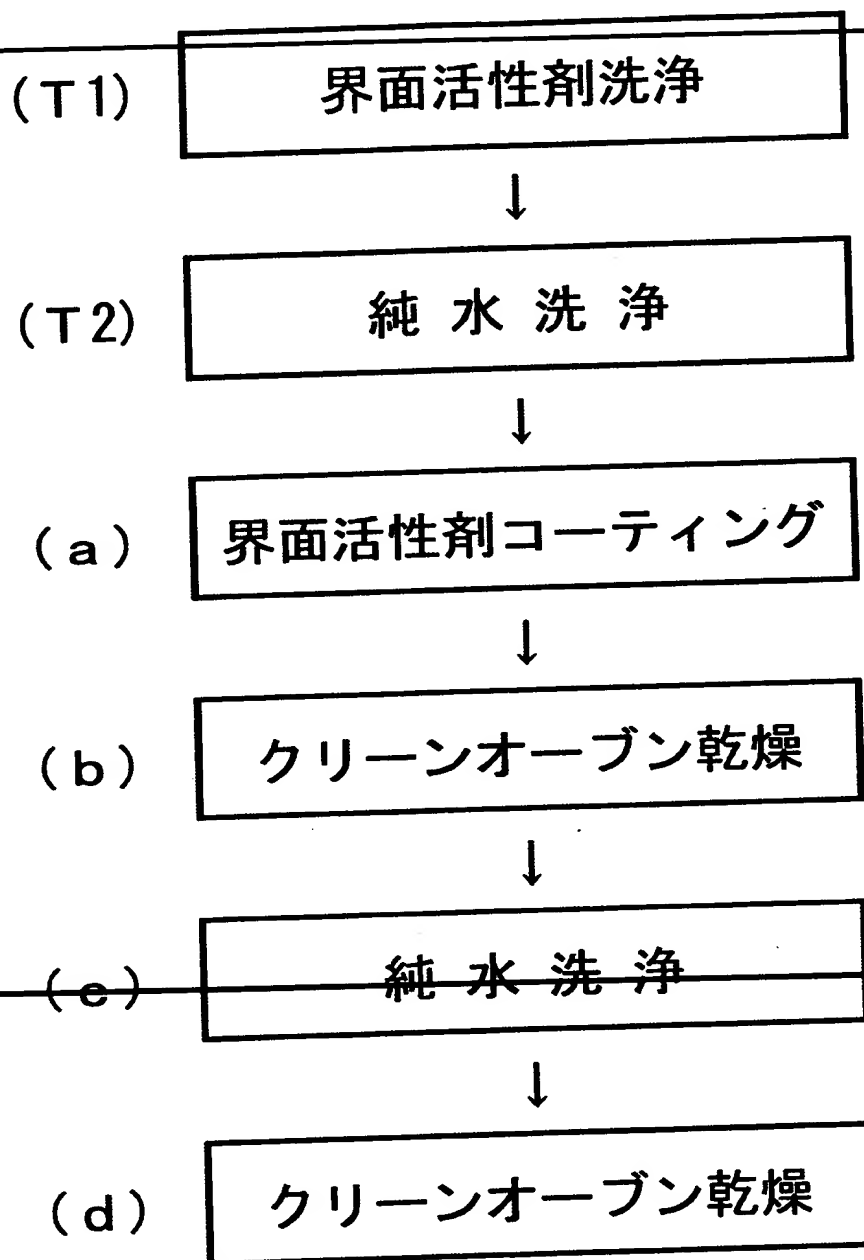 (T1) 界面活性剤洗浄
↓
(T2) 純水洗浄
↓
(a) 界面活性剤コーティング
↓
(b) クリーンオーブン乾燥
↓
(c) 純水洗浄
↓
(d) クリーンオーブン乾燥